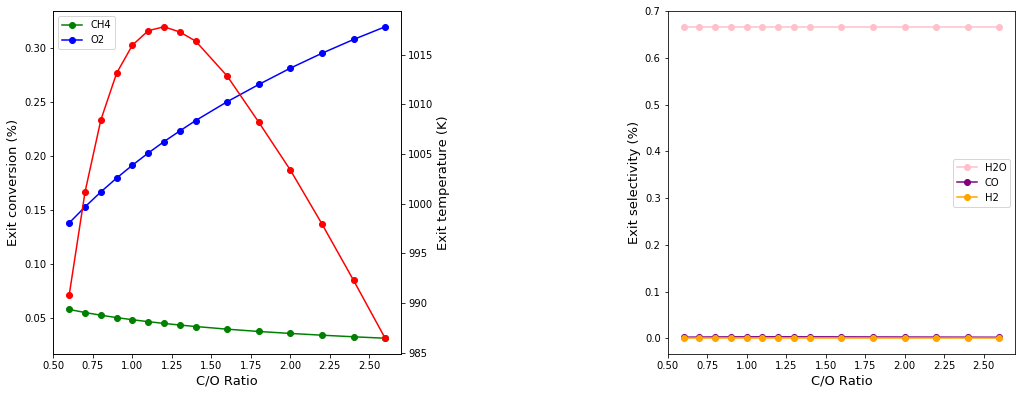 CH4
O2
0.30
0.25
0.20
0.15
0.10
0.05
Exit conversion (%)
0.50 0.75 1.00 1.25 1.50 1.75 2.00 2.25 2.50
C/O Ratio
1015
1010
1005
1000
995
990
985
Exit temperature (K)
0.7
0.6
0.5
0.4
0.3
0.2
0.1
0.0
Exit selectivity (%)
H2O
CO
H2
0.50 0.75 1.00 1.25 1.50 1.75 2.00 2.25 2.50
C/O Ratio